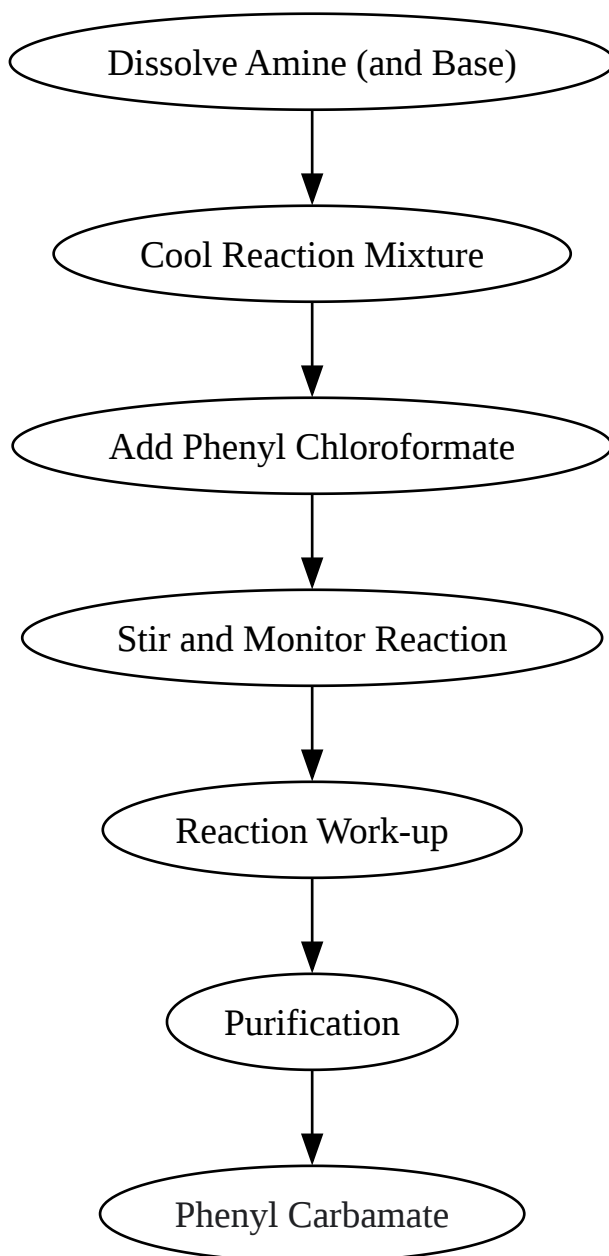 Dissolve Amine (and Base)
Cool Reaction Mixture
Add Phenyl Chloroformate
Stir and Monitor Reaction
Reaction Work-up
Purification
Phenyl Carbamate